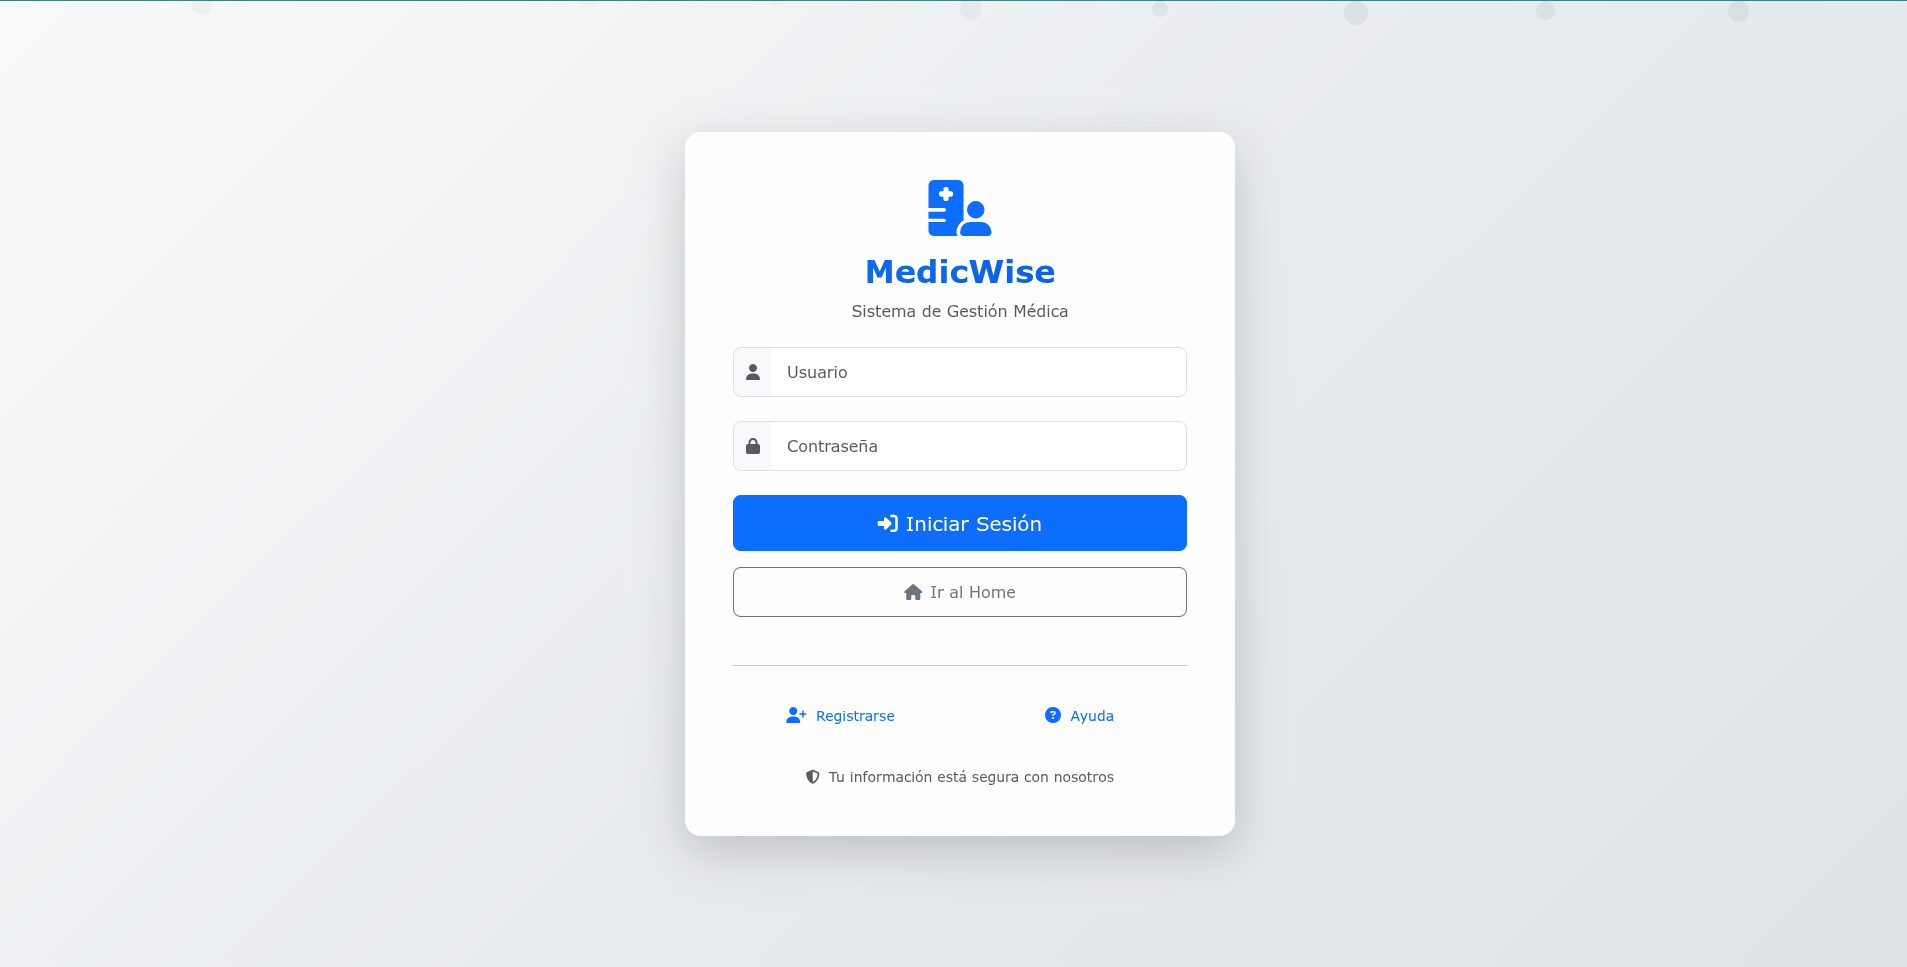 MedicWise
Sistema de Gestión Médica
Usuario
Contraseña
Iniciar Sesión
Ir al Home
Registrarse
Ayuda
Tu información está segura con nosotros